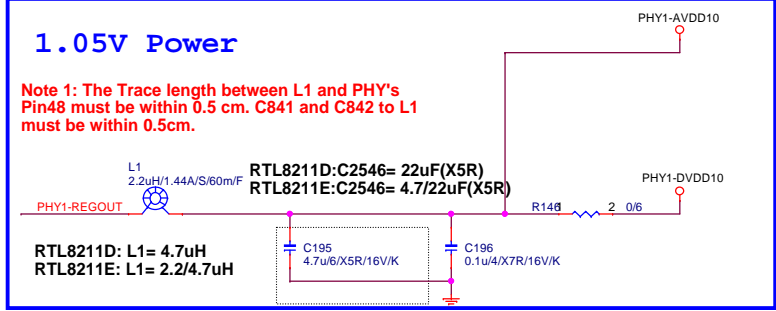 PHY1-AVDD10
1.05V Power
Note 1: The Trace length between L1 and PHY's
Pin48 must be within 0.5 cm. C841 and C842 to L1
must be within 0.5cm.
L1
2.2uH/1.44A/S/60m/F
RTL8211D:C2546= 22uF(X5R)
RTL8211E:C2546= 4.7/22uF(X5R)
PHY1-DVDD10
PHY1-REGOUT
1 2 0/6
RTL8211D: L1= 4.7uH
RTL8211E: L1= 2.2/4.7uH
C195
4.7u/6/X5R/16V/K
C196
0.1u/4/X7R/16V/K